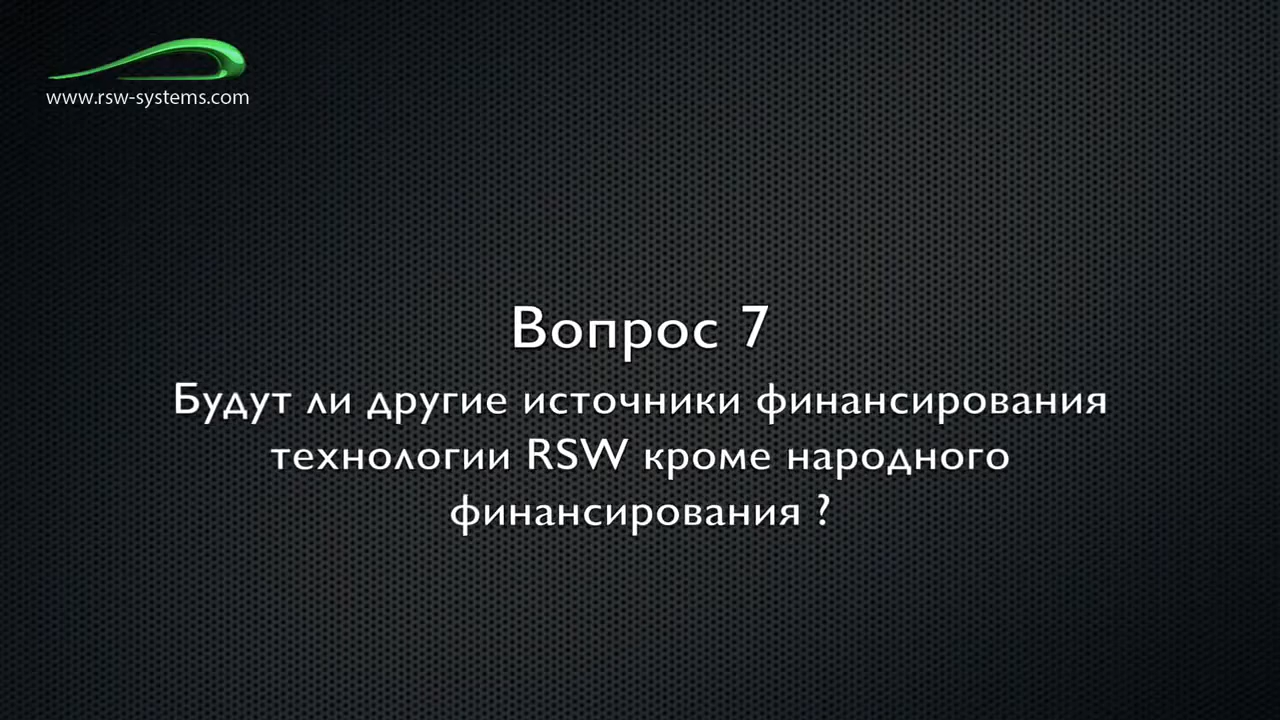 www.rsw-systems.com
Вопрос 7
Будут ли другие источники финансирования
технологии RSW кроме народного
финансирования ?